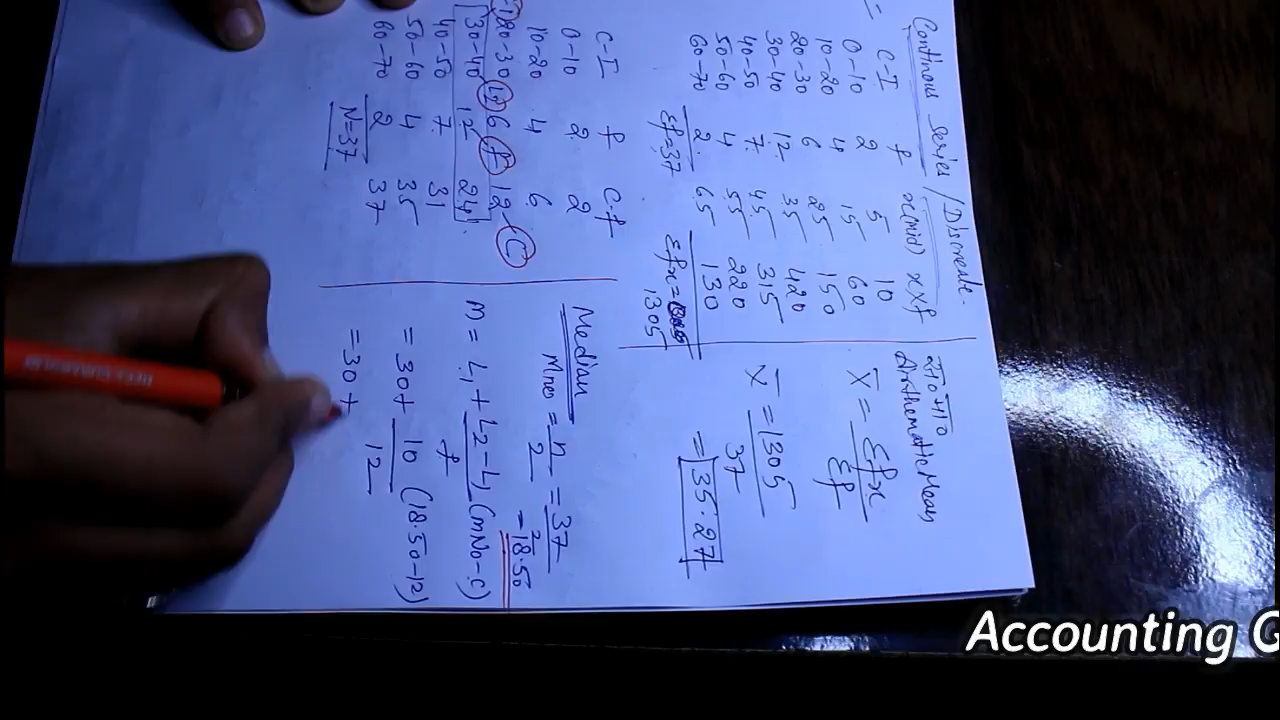 Continous series / Discreate.
C-I f x(mid) x×f
0-10 2 5 10
10-20 4 15 60
20-30 6 25 150
30-40 12 35 420
40-50 7 45 315
50-60 4 55 220
60-70 2 65 130
Σf=37 Σfx=
1305
Arithematic Mean
X̄ = Σfx
Σf
X̄ = 1305
37
= 35.27
C-I f C.f
0-10 2 2
10-20 4 6
20-30 6 12 C
30-40 L2 12 f 24
40-50 7 31
50-60 4 35
60-70 2 37
N=37
Median
mno = n = 37
2 2
= 18.50
M = L1 + L2-L1 (mNo-C)
f
= 30+ 10 (18.50-12)
12
= 30+
Accounting G